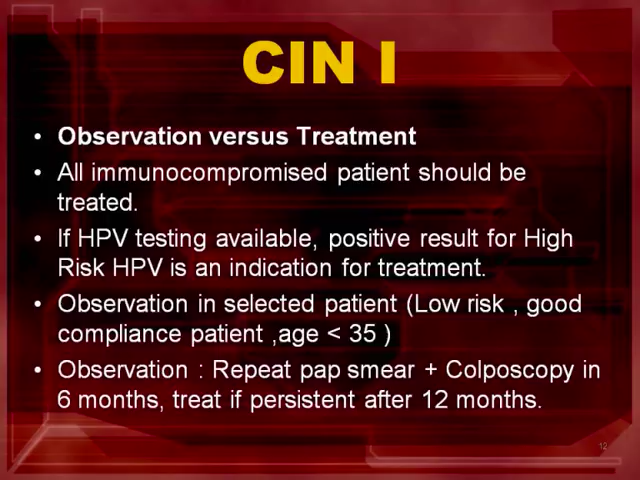 CIN I
• Observation versus Treatment
• All immunocompromised patient should be
treated.
• If HPV testing available, positive result for High
Risk HPV is an indication for treatment.
• Observation in selected patient (Low risk , good
compliance patient ,age < 35 )
• Observation : Repeat pap smear + Colposcopy in
6 months, treat if persistent after 12 months.
12